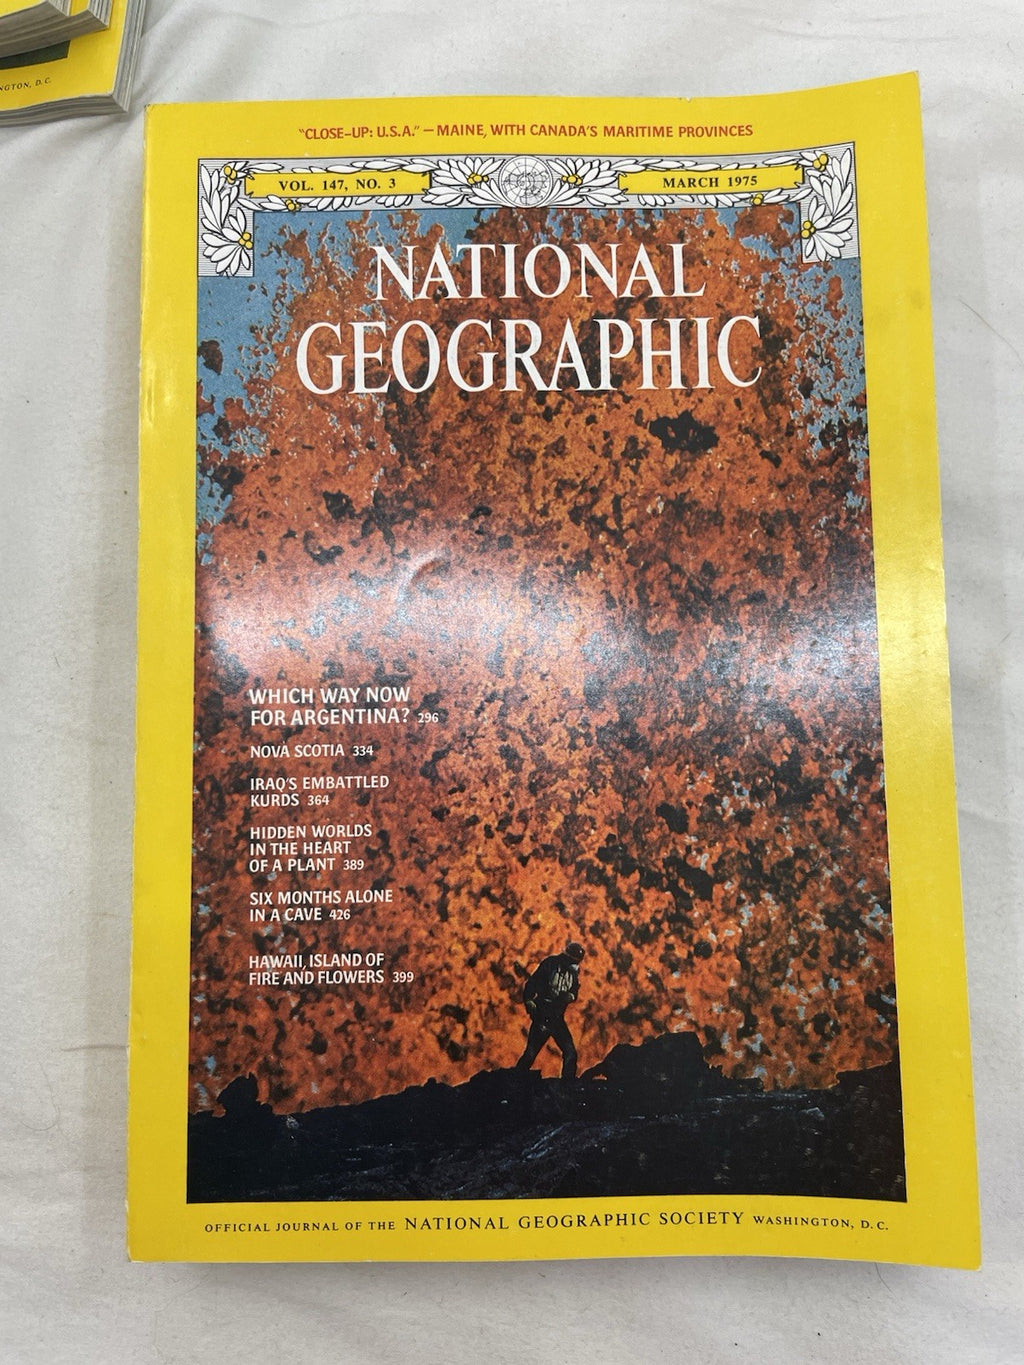 NGTON, D.C.
"CLOSE-UP: U.S.A." — MAINE, WITH CANADA'S MARITIME PROVINCES
VOL. 147, NO. 3
MARCH 1975
NATIONAL
GEOGRAPHIC
WHICH WAY NOW
FOR ARGENTINA? 296
NOVA SCOTIA 334
IRAQ'S EMBATTLED
KURDS 364
HIDDEN WORLDS
IN THE HEART
OF A PLANT 389
SIX MONTHS ALONE
IN A CAVE 426
HAWAII, ISLAND OF
FIRE AND FLOWERS 399
OFFICIAL JOURNAL OF THE NATIONAL GEOGRAPHIC SOCIETY WASHINGTON, D.C.